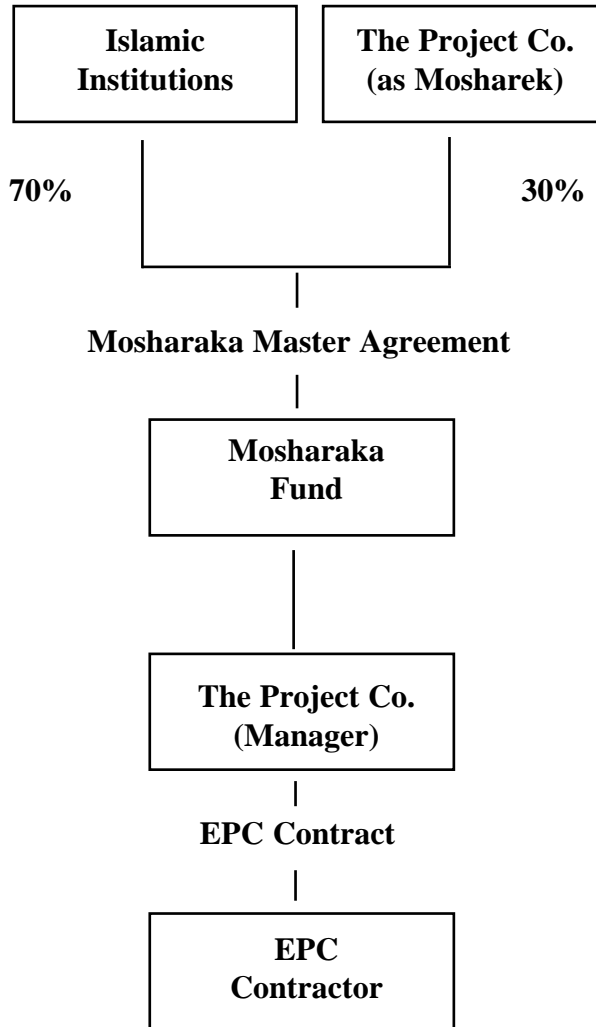 Islamic
Institutions
The Project Co.
(as Mosharek)
70%
30%
Mosharaka Master Agreement
Mosharaka
Fund
The Project Co.
(Manager)
EPC Contract
EPC
Contractor